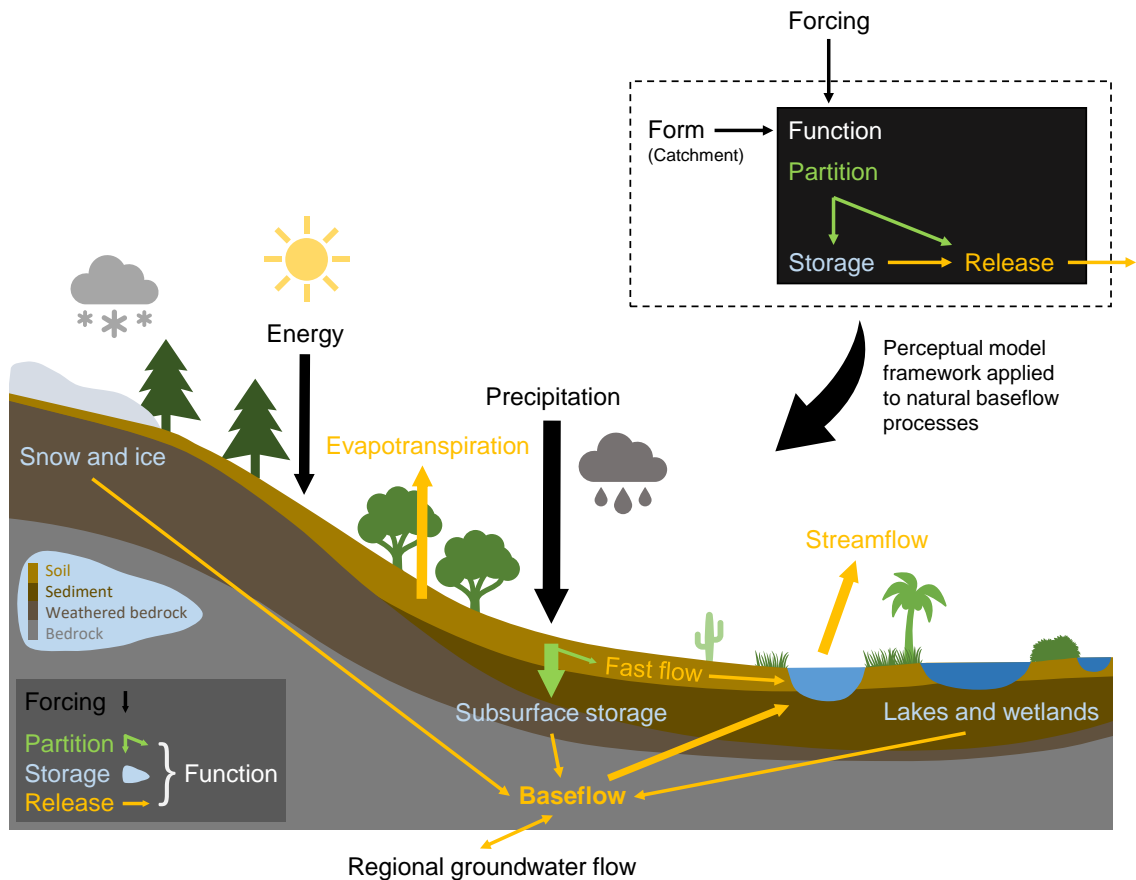 Forcing
Form
(Catchment)
Function
Partition
Storage
Release
Perceptual model
framework applied
to natural baseflow
processes
Energy
Precipitation
Evapotranspiration
Snow and ice
Streamflow
Soil
Sediment
Weathered bedrock
Bedrock
Fast flow
Subsurface storage
Lakes and wetlands
Forcing
Partition
Storage
Release
Function
Baseflow
Regional groundwater flow